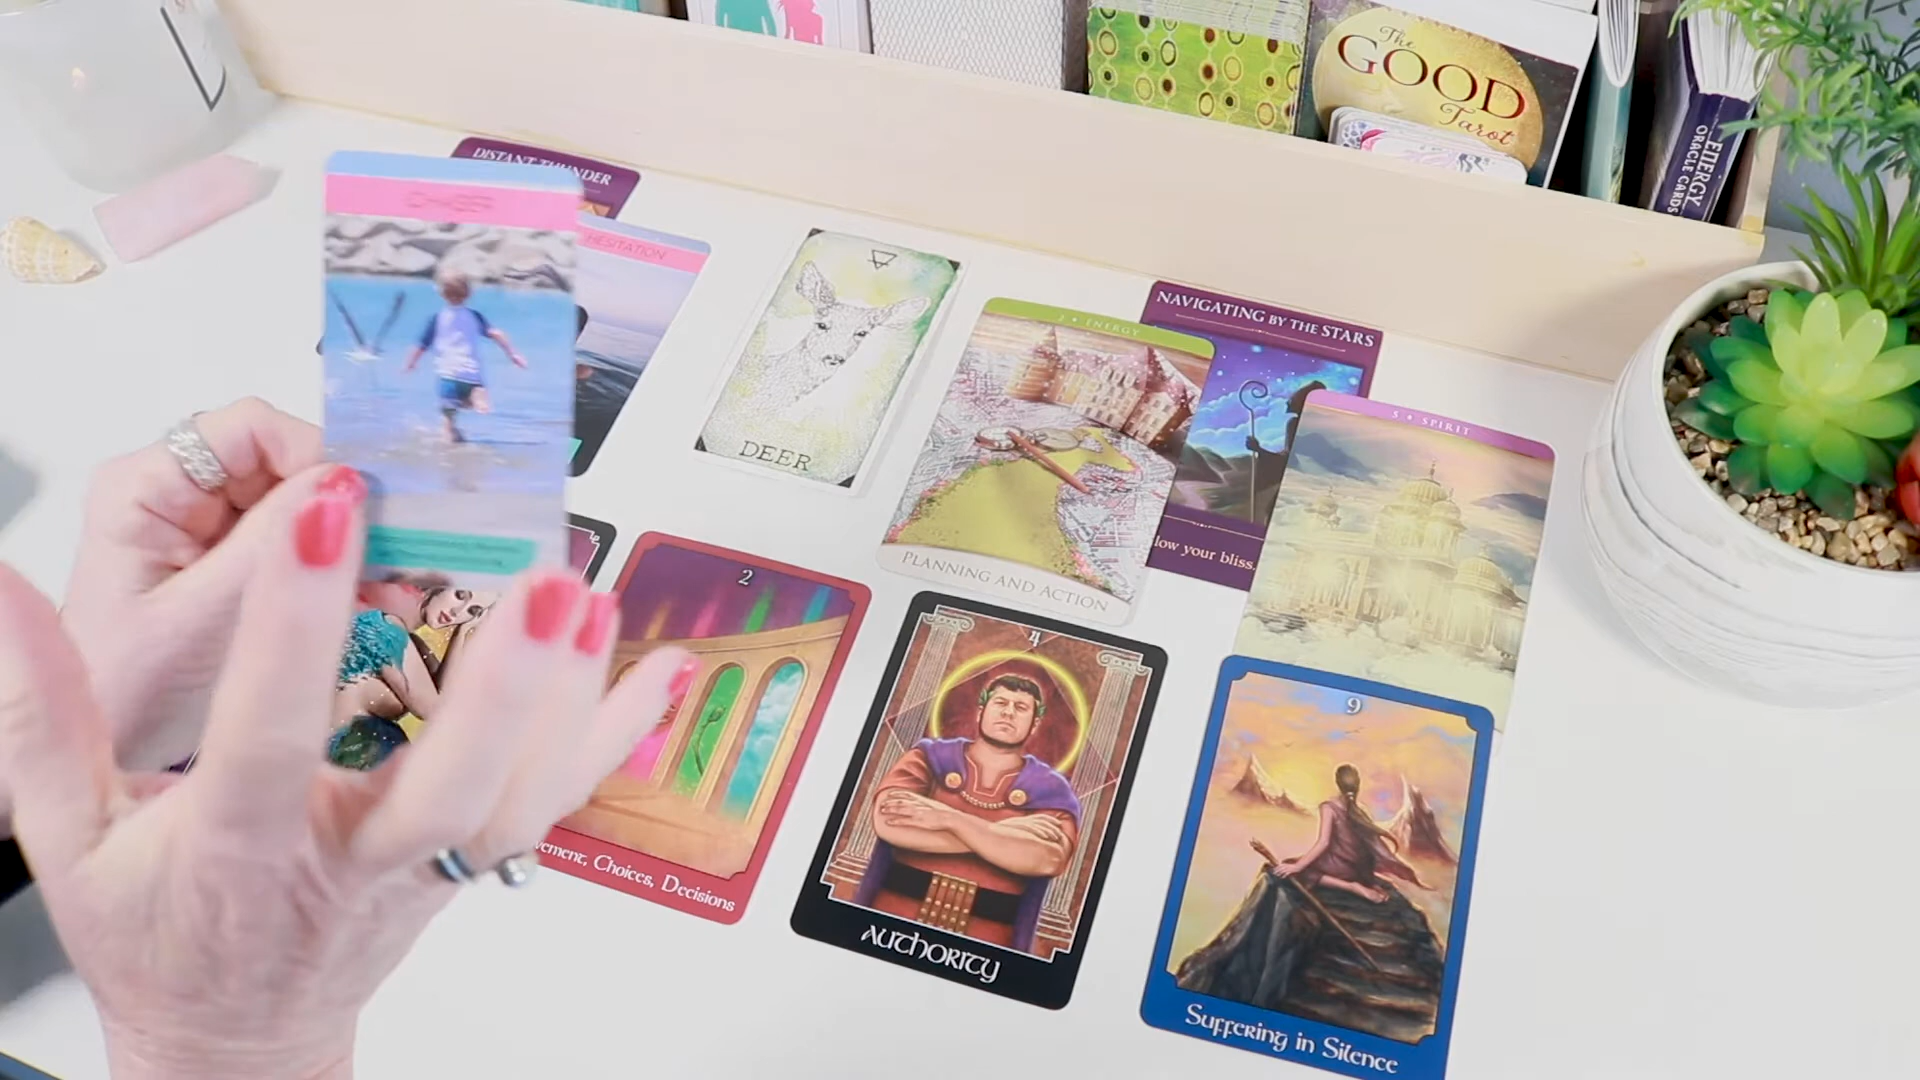 The
GOOD
Tarot
ENERGY
ORACLE CARDS
DISTANT THUNDER
HESITATION
DEER
2 • ENERGY
PLANNING AND ACTION
NAVIGATING BY THE STARS
low your bliss.
5 • SPIRIT
2
vement, Choices, Decisions
4
AUTHORITY
9
Suffering in Silence